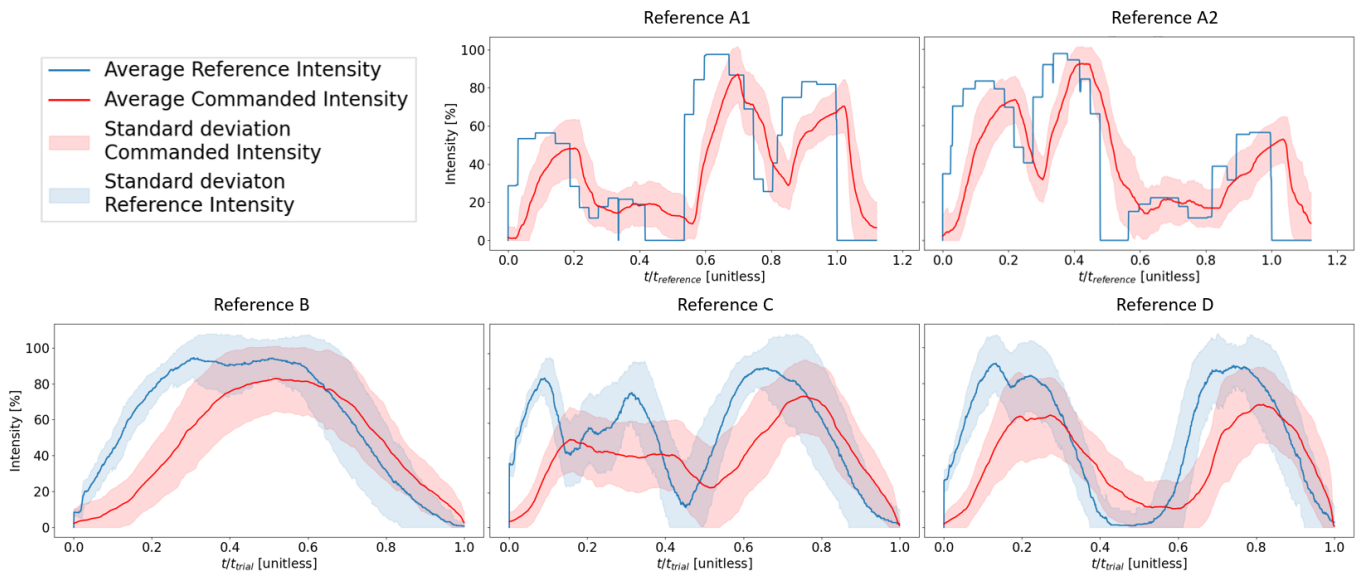 Average Reference Intensity
Average Commanded Intensity
Standard deviation
Commanded Intensity
Standard deviaton
Reference Intensity
Reference A1
Intensity [%]
100
80
60
40
20
0
0.0 0.2 0.4 0.6 0.8 1.0 1.2
t/t_reference [unitless]
Reference A2
0.0 0.2 0.4 0.6 0.8 1.0 1.2
t/t_reference [unitless]
Reference B
Intensity [%]
100
80
60
40
20
0
0.0 0.2 0.4 0.6 0.8 1.0
t/t_trial [unitless]
Reference C
0.0 0.2 0.4 0.6 0.8 1.0
t/t_trial [unitless]
Reference D
0.0 0.2 0.4 0.6 0.8 1.0
t/t_trial [unitless]